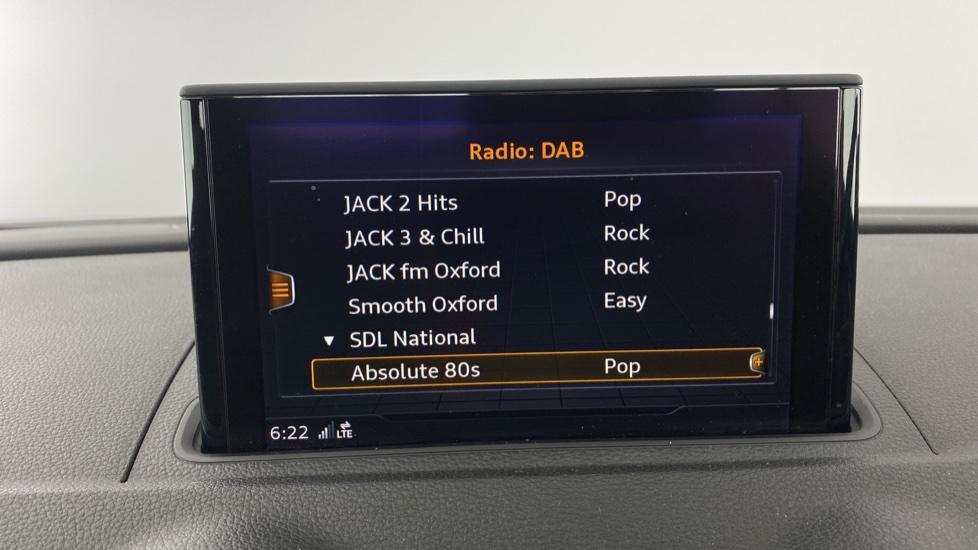 Radio: DAB
JACK 2 Hits Pop
JACK 3 & Chill Rock
JACK fm Oxford Rock
Smooth Oxford Easy
▼ SDL National
Absolute 80s Pop
6:22 LTE